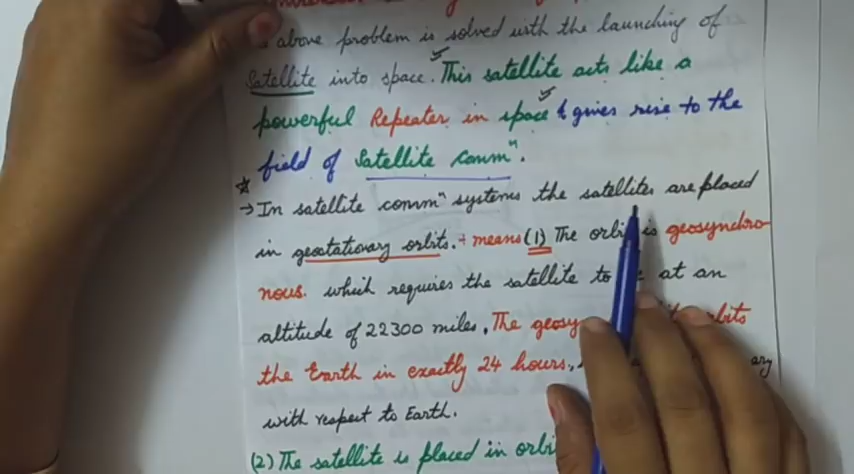 above problem is solved with the launching of
Satellite into space. This satellite acts like a
powerful Repeater in space & gives rise to the
field of Satellite Commⁿ.
→ In satellite commⁿ systems the satellites are placed
in geostationary orbits. → means (1) The orbit is geosynchro-
nous. which requires the satellite to be at an
altitude of 22300 miles. The geosy orbits
the Earth in exactly 24 hours.
with respect to Earth.
(2) The satellite is placed in orbi